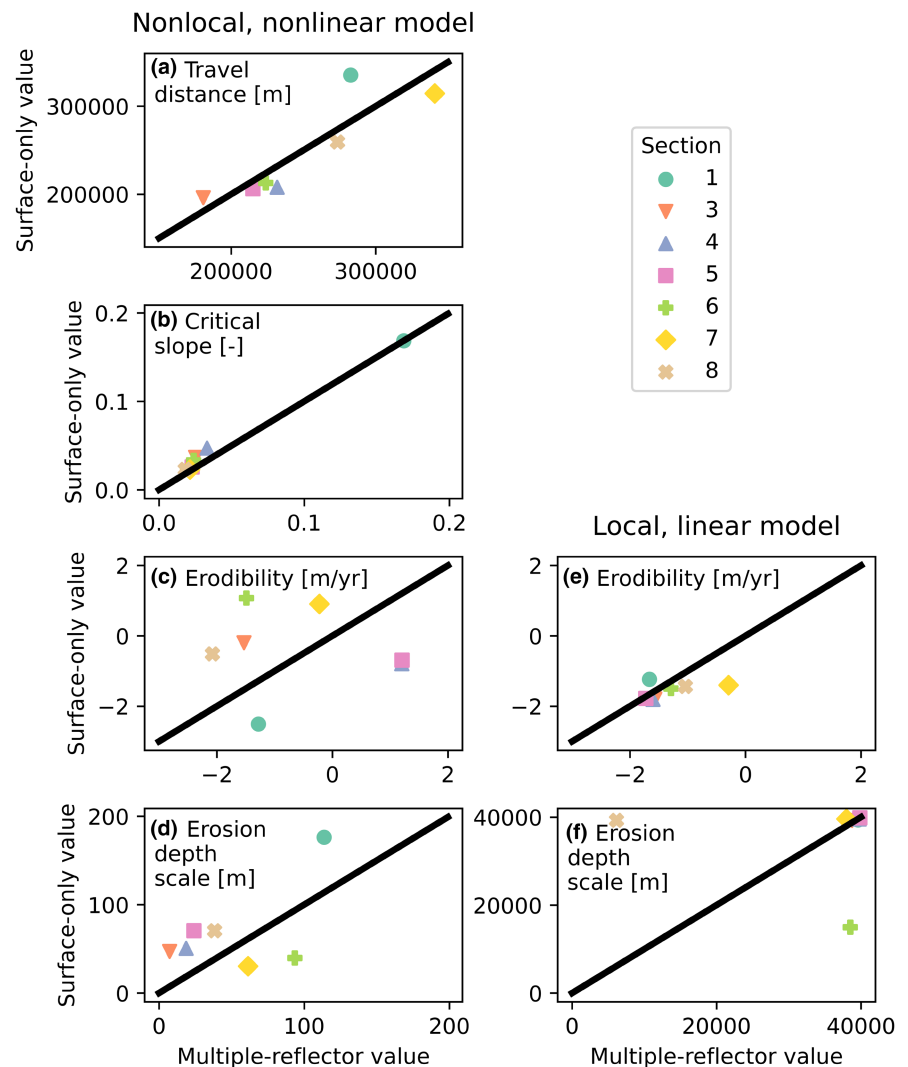 Nonlocal, nonlinear model
(a) Travel
distance [m]
Surface-only value
300000
200000
200000 300000
Section
1
3
4
5
6
7
8
(b) Critical
slope [-]
Surface-only value
0.2
0.1
0.0
0.0 0.1 0.2
Local, linear model
(c) Erodibility [m/yr]
Surface-only value
2
0
−2
−2 0 2
(e) Erodibility [m/yr]
2
0
−2
−2 0
(d) Erosion
depth
scale [m]
Surface-only value
200
100
0
0 100 200
Multiple-reflector value
(f) Erosion
depth
scale [m]
40000
20000
0
0 20000 40000
Multiple-reflector value